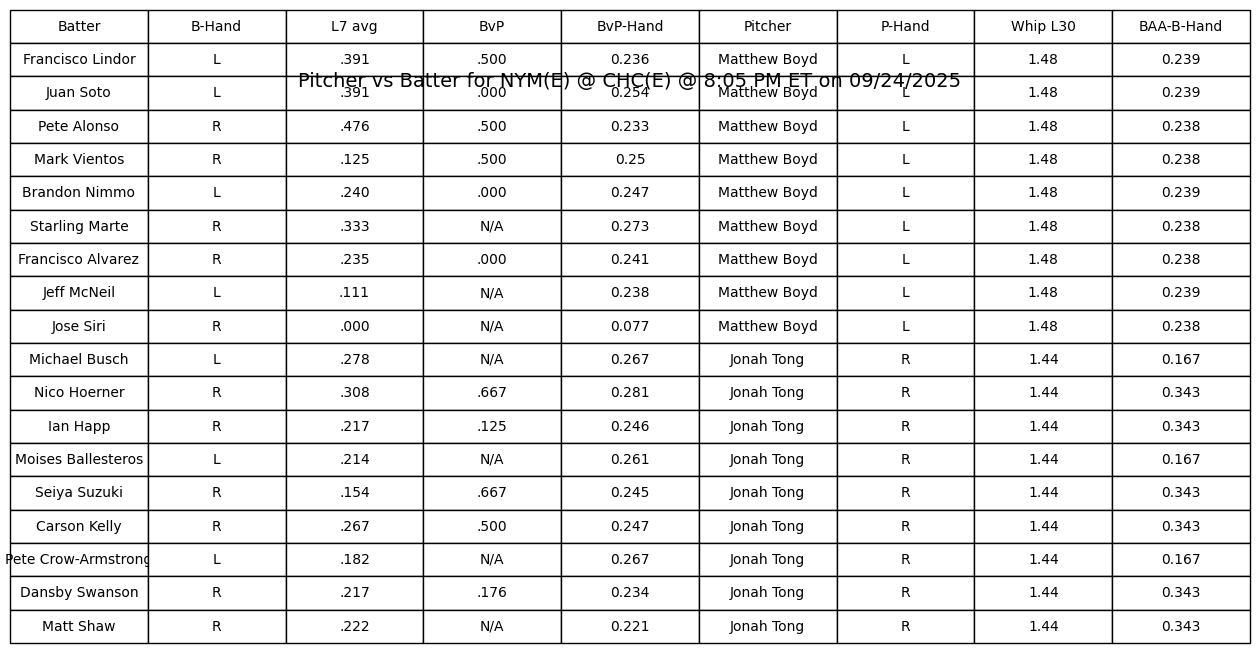 Batter B-Hand L7 avg BvP BvP-Hand Pitcher P-Hand Whip L30 BAA-B-Hand
Francisco Lindor L .391 .500 0.236 Matthew Boyd L 1.48 0.239
Pitcher vs Batter for NYM(E) @ CHC(E) @ 8:05 PM ET on 09/24/2025
Juan Soto L .391 .000 0.254 Matthew Boyd L 1.48 0.239
Pete Alonso R .476 .500 0.233 Matthew Boyd L 1.48 0.238
Mark Vientos R .125 .500 0.25 Matthew Boyd L 1.48 0.238
Brandon Nimmo L .240 .000 0.247 Matthew Boyd L 1.48 0.239
Starling Marte R .333 N/A 0.273 Matthew Boyd L 1.48 0.238
Francisco Alvarez R .235 .000 0.241 Matthew Boyd L 1.48 0.238
Jeff McNeil L .111 N/A 0.238 Matthew Boyd L 1.48 0.239
Jose Siri R .000 N/A 0.077 Matthew Boyd L 1.48 0.238
Michael Busch L .278 N/A 0.267 Jonah Tong R 1.44 0.167
Nico Hoerner R .308 .667 0.281 Jonah Tong R 1.44 0.343
Ian Happ R .217 .125 0.246 Jonah Tong R 1.44 0.343
Moises Ballesteros L .214 N/A 0.261 Jonah Tong R 1.44 0.167
Seiya Suzuki R .154 .667 0.245 Jonah Tong R 1.44 0.343
Carson Kelly R .267 .500 0.247 Jonah Tong R 1.44 0.343
Pete Crow-Armstrong L .182 N/A 0.267 Jonah Tong R 1.44 0.167
Dansby Swanson R .217 .176 0.234 Jonah Tong R 1.44 0.343
Matt Shaw R .222 N/A 0.221 Jonah Tong R 1.44 0.343